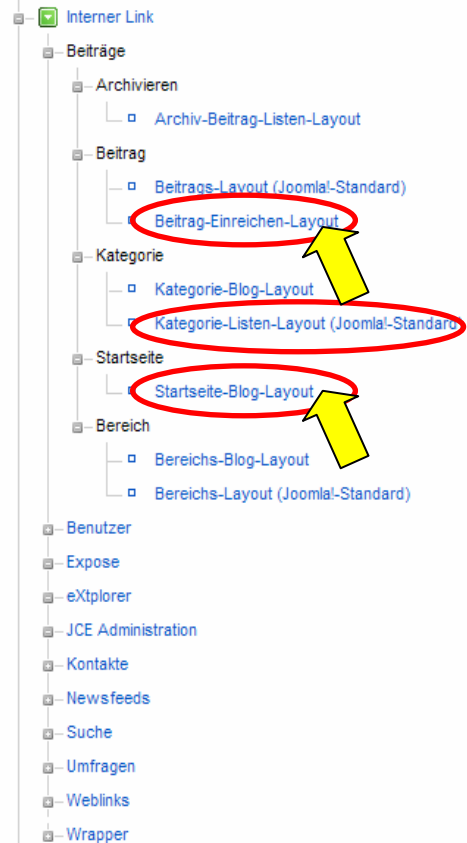 Interner Link
Beiträge
Archivieren
Archiv-Beitrag-Listen-Layout
Beitrag
Beitrags-Layout (Joomla!-Standard)
Beitrag-Einreichen-Layout
Kategorie
Kategorie-Blog-Layout
Kategorie-Listen-Layout (Joomla!-Standard)
Startseite
Startseite-Blog-Layout
Bereich
Bereichs-Blog-Layout
Bereichs-Layout (Joomla!-Standard)
Benutzer
Expose
eXtplorer
JCE Administration
Kontakte
Newsfeeds
Suche
Umfragen
Weblinks
Wrapper